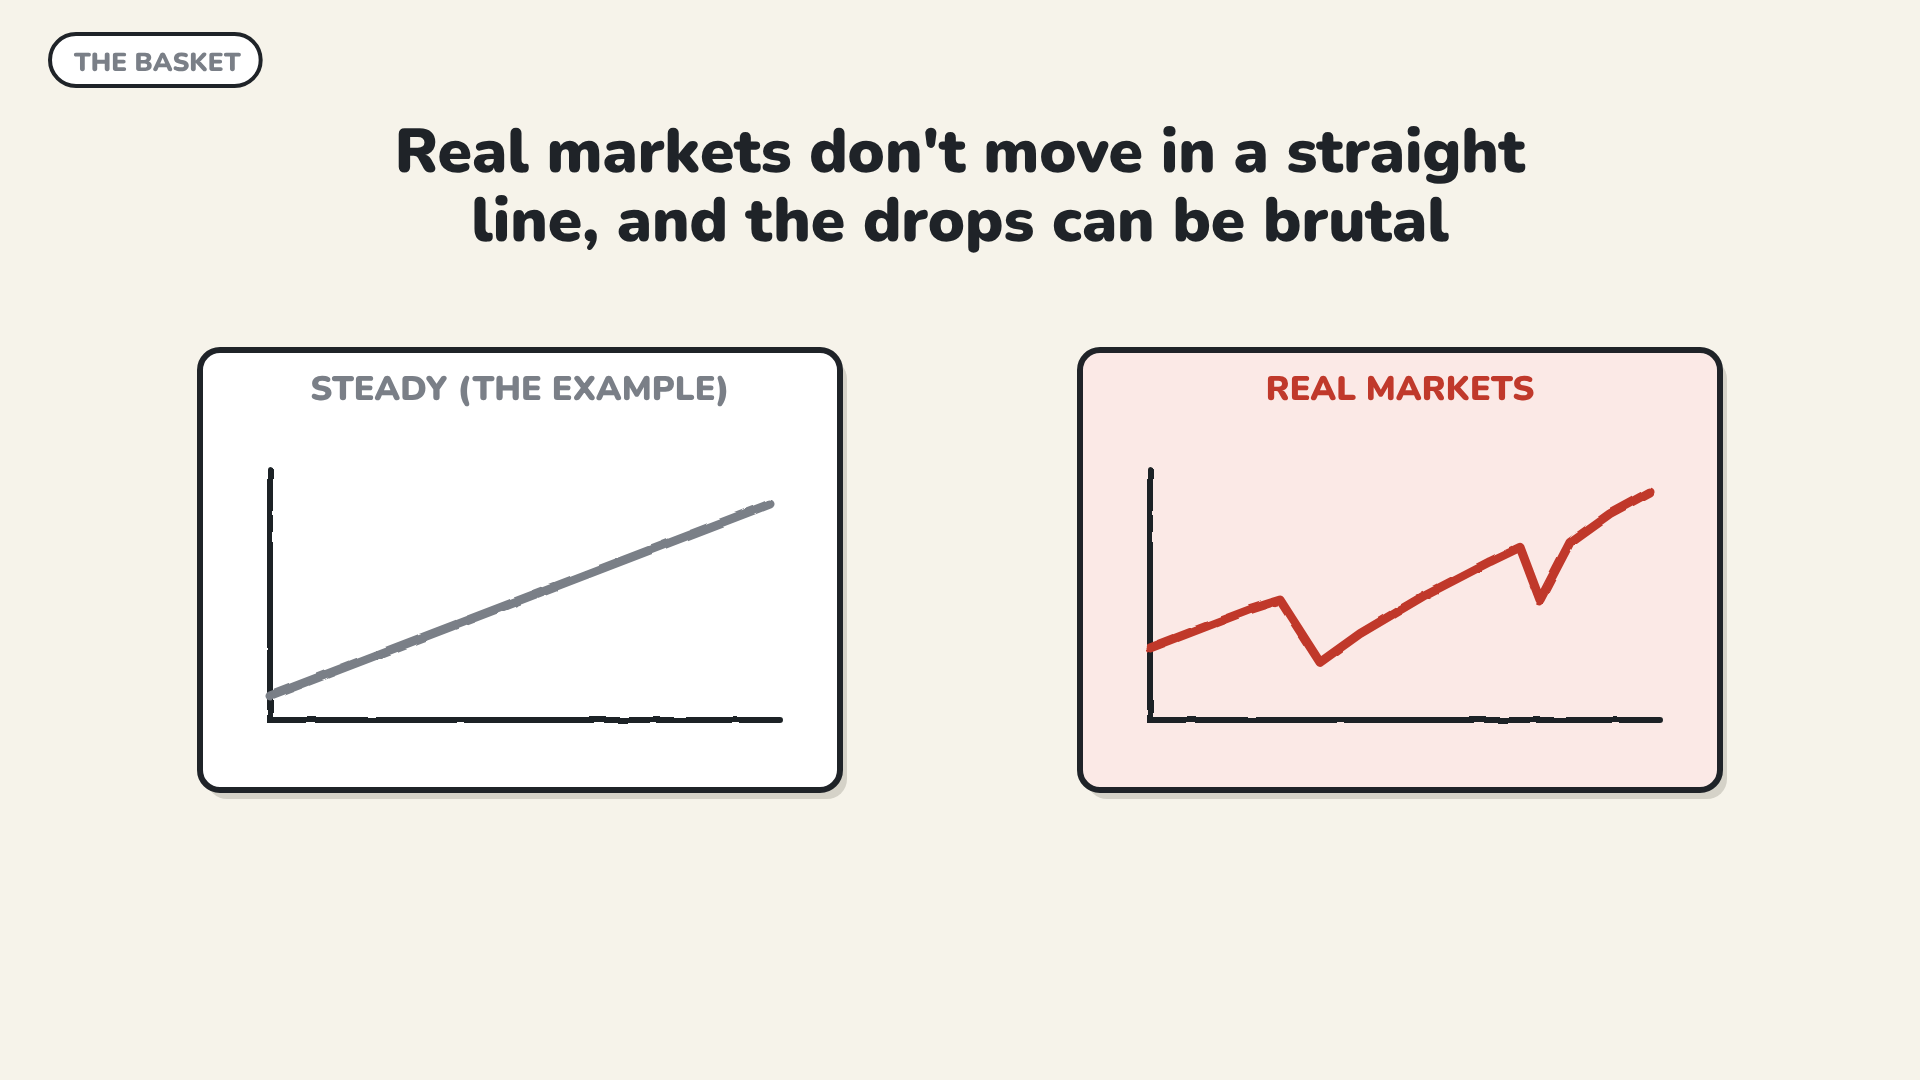 THE BASKET
Real markets don't move in a straight
line, and the drops can be brutal
STEADY (THE EXAMPLE)
REAL MARKETS